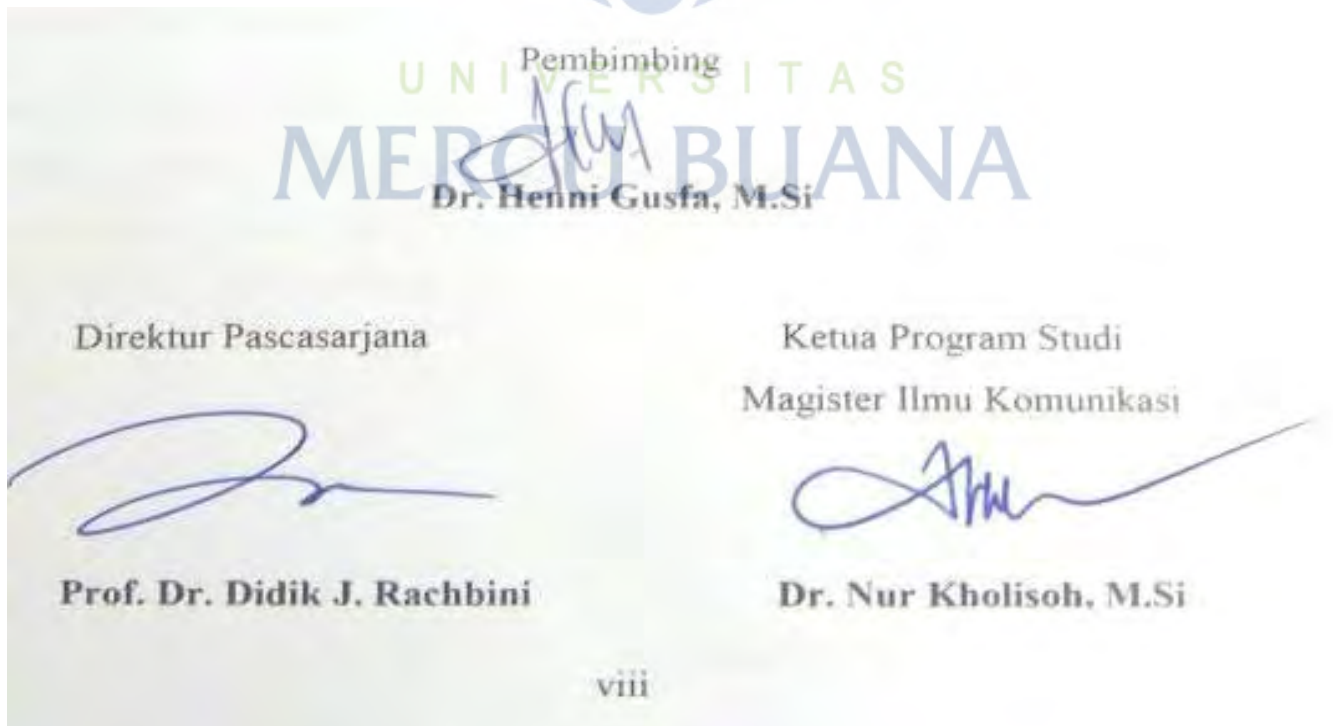 Pembimbing
UNIVERSITAS
MERCU BUANA
Dr. Henni Gusfa, M.Si
Direktur Pascasarjana
Ketua Program Studi
Magister Ilmu Komunikasi
Prof. Dr. Didik J. Rachbini
Dr. Nur Kholisoh, M.Si
viii